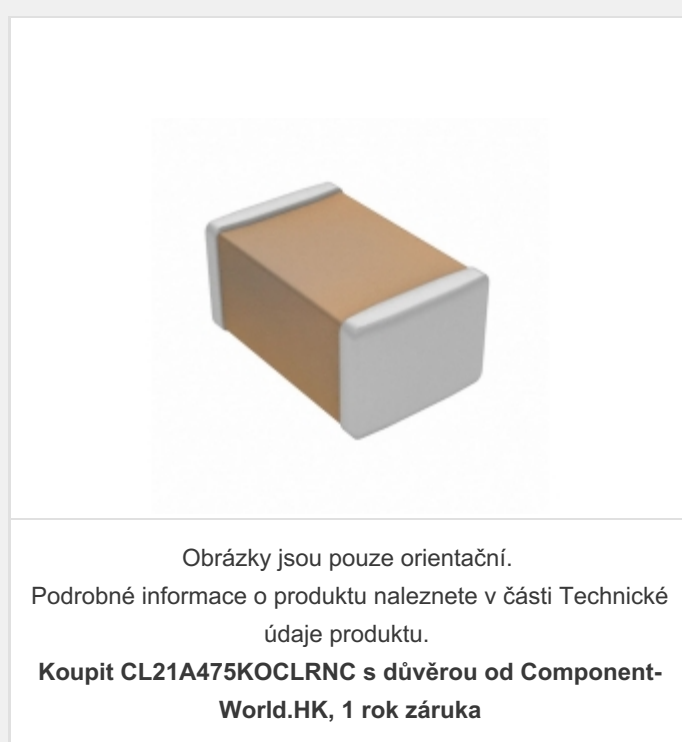 Obrázky jsou pouze orientační.
Podrobné informace o produktu naleznete v části Technické
údaje produktu.
Koupit CL21A475KOCLRNC s důvěrou od Component-
World.HK, 1 rok záruka